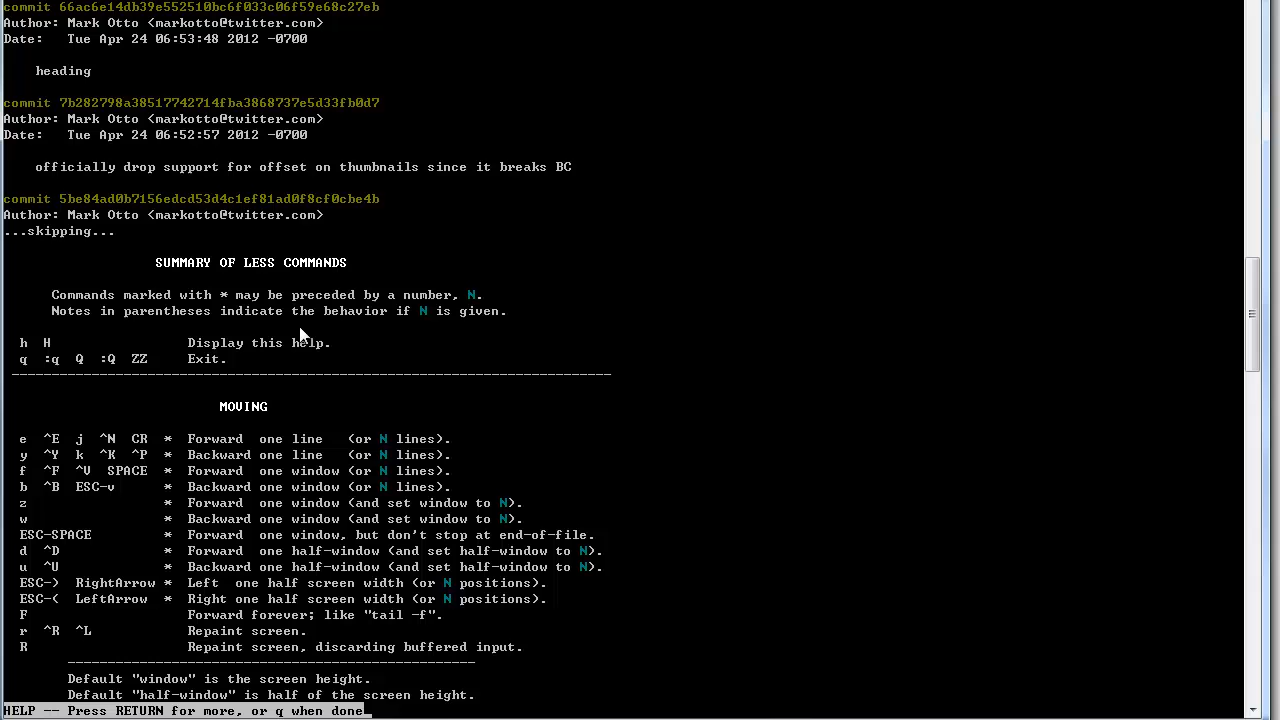 commit 66ac6e14db39e552510bc6f033c06f59e68c27eb
Author: Mark Otto <markotto@twitter.com>
Date:   Tue Apr 24 06:53:48 2012 -0700
heading
commit 7b282798a38517742714fba3868737e5d33fb0d7
Author: Mark Otto <markotto@twitter.com>
Date:   Tue Apr 24 06:52:57 2012 -0700
officially drop support for offset on thumbnails since it breaks BC
commit 5be84ad0b7156edcd53d4c1ef81ad0f8cf0cbe4b
Author: Mark Otto <markotto@twitter.com>
...skipping...
SUMMARY OF LESS COMMANDS
Commands marked with * may be preceded by a number, N.
Notes in parentheses indicate the behavior if N is given.
h  H                 Display this help.
q  :q  Q  :Q  ZZ     Exit.
MOVING
e  ^E  j  ^N  CR  *  Forward  one line   (or N lines).
y  ^Y  k  ^K  ^P  *  Backward one line   (or N lines).
f  ^F  ^V  SPACE  *  Forward  one window (or N lines).
b  ^B  ESC-v      *  Backward one window (or N lines).
z                 *  Forward  one window (and set window to N).
w                 *  Backward one window (and set window to N).
ESC-SPACE         *  Forward  one window, but don't stop at end-of-file.
d  ^D             *  Forward  one half-window (and set half-window to N).
u  ^U             *  Backward one half-window (and set half-window to N).
ESC-)  RightArrow *  Left  one half screen width (or N positions).
ESC-(  LeftArrow  *  Right one half screen width (or N positions).
F                    Forward forever; like "tail -f".
r  ^R  ^L            Repaint screen.
R                    Repaint screen, discarding buffered input.
Default "window" is the screen height.
Default "half-window" is half of the screen height.
HELP -- Press RETURN for more, or q when done